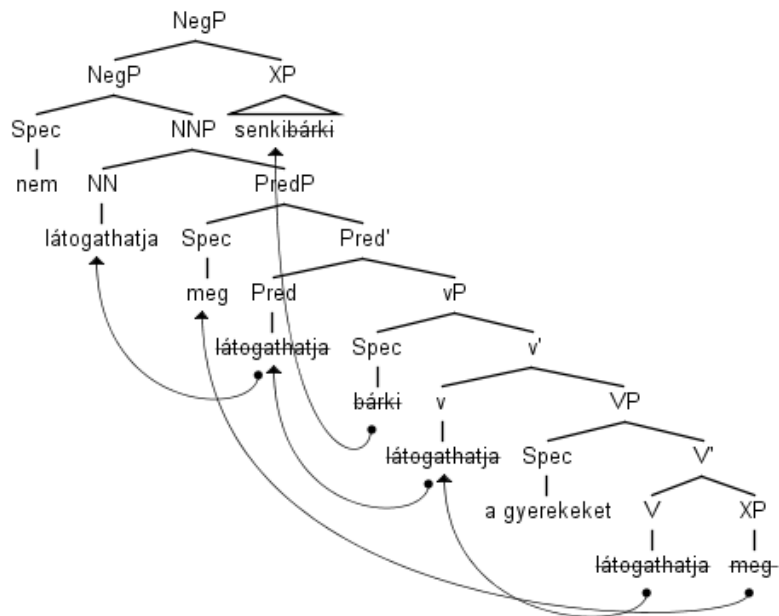 NegP
NegP XP
Spec NNP senkibárki
nem NN PredP
látogathatja Spec Pred'
meg Pred vP
látogathatja Spec v'
bárki v VP
látogathatja Spec V'
a gyerekeket V XP
látogathatja meg